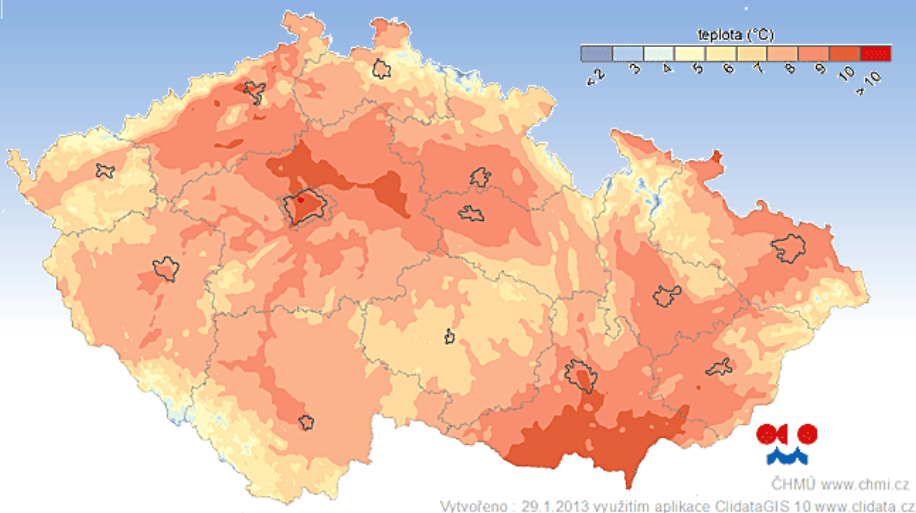 teplota (°C)
< 2 3 4 5 6 7 8 9 10 > 10
ČHMÚ www.chmi.cz
Vytvořeno : 29.1.2013 využitím aplikace ClidataGIS 10 www.clidata.cz